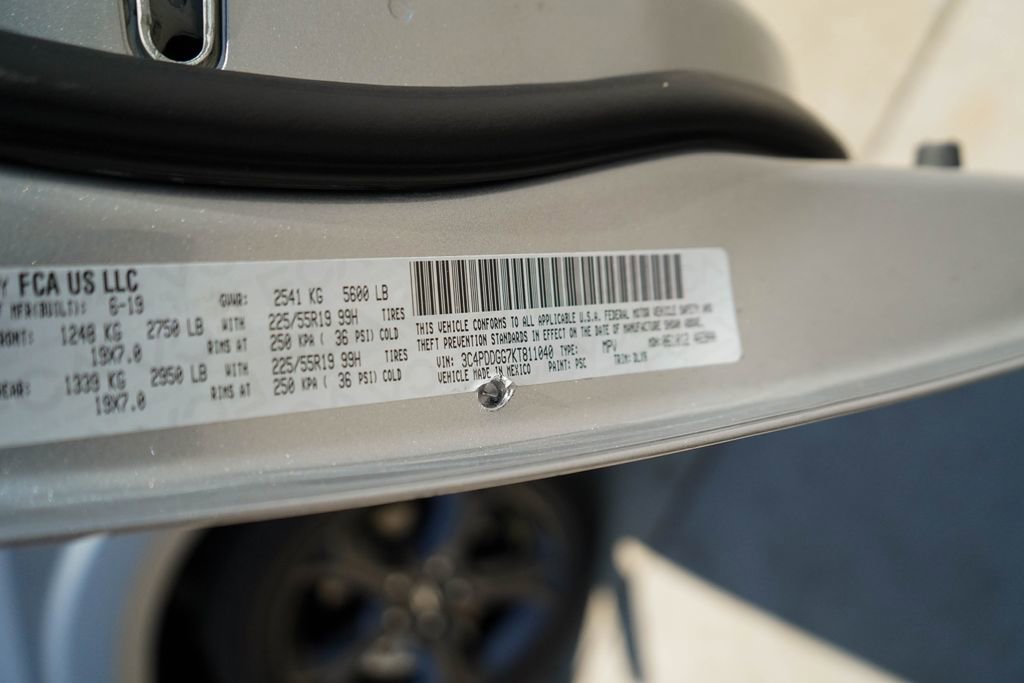 Y FCA US LLC
MFR(BUILT): 6-19
GVWR: 2541 KG 5600 LB
1248 KG 2750 LB WITH 225/55R19 99H TIRES
19X7.0 RIMS AT 250 KPA ( 36 PSI) COLD
1339 KG 2950 LB WITH 225/55R19 99H TIRES
19X7.0 RIMS AT 250 KPA ( 36 PSI) COLD
THIS VEHICLE CONFORMS TO ALL APPLICABLE U.S.A. FEDERAL MOTOR VEHICLE SAFETY AND
THEFT PREVENTION STANDARDS IN EFFECT ON THE DATE OF MANUFACTURE SHOWN ABOVE.
VIN: 3C4PDDGG7KT811040 TYPE: MPV
VEHICLE MADE IN MEXICO PAINT: PSC